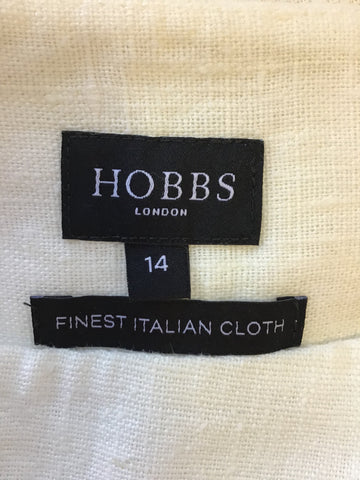 HOBBS
LONDON
14
FINEST ITALIAN CLOTH